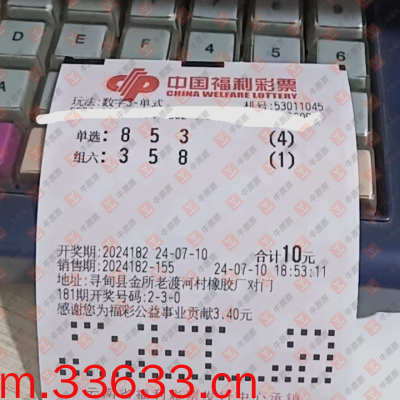 中国福利彩票
CHINA WELFARE LOTTERY
玩法:数字3-单式 机号:53011045
单选: 8 5 3 (4)
组六: 3 5 8 (1)
开奖期:2024182 24-07-10 合计10元
销售期:2024182-155 24-07-10 18:53:11
地址:寻甸县金所老渡河村橡胶厂对门
181期开奖号码:2-3-0
感谢您为福彩公益事业贡献3.40元
m.33633.cn